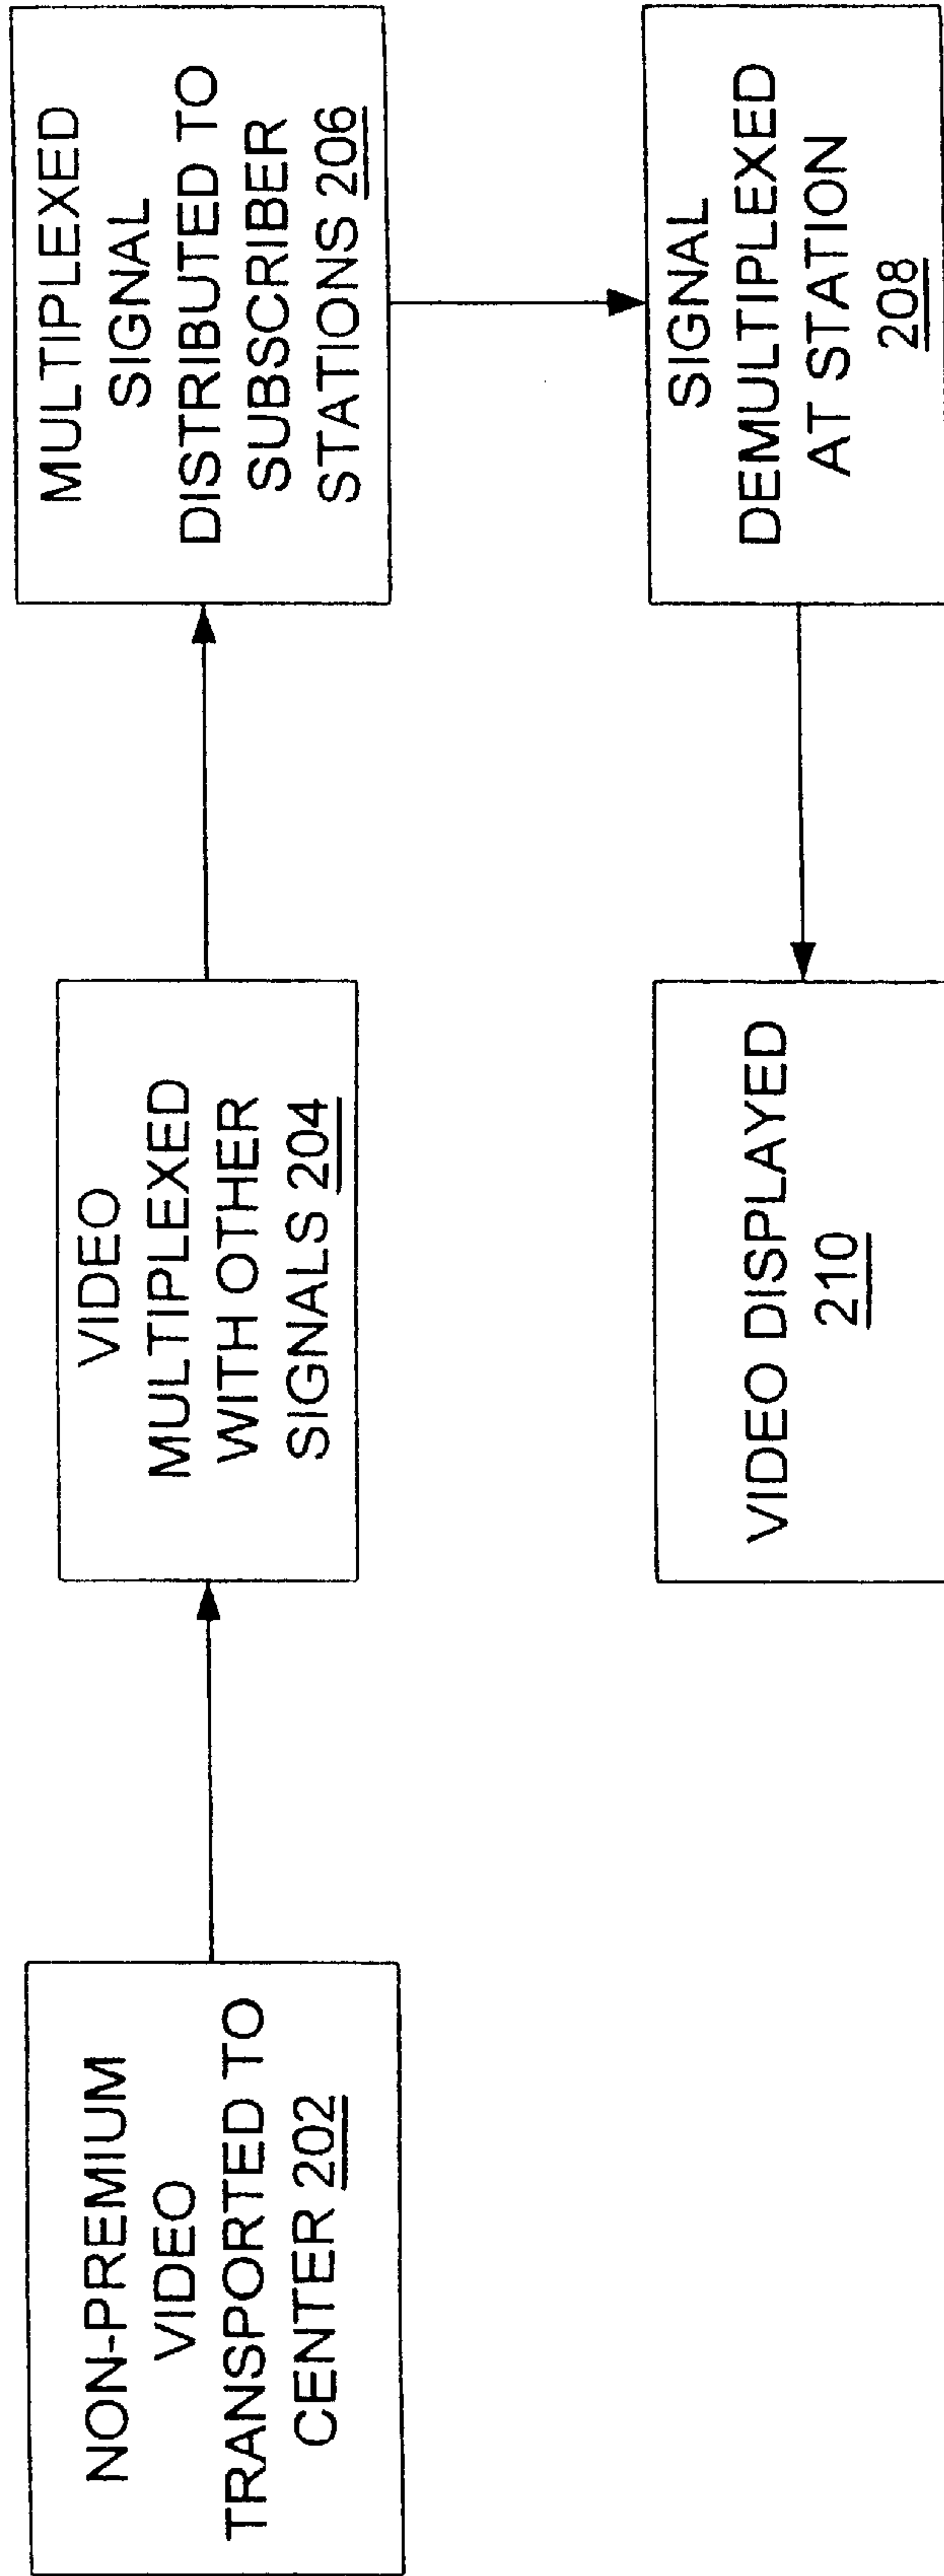 NON-PREMIUM
VIDEO
TRANSPORTED TO
CENTER 202
VIDEO
MULTIPLEXED
WITH OTHER
SIGNALS 204
MULTIPLEXED
SIGNAL
DISTRIBUTED TO
SUBSCRIBER
STATIONS 206
SIGNAL
DEMULTIPLEXED
AT STATION
208
VIDEO DISPLAYED
210